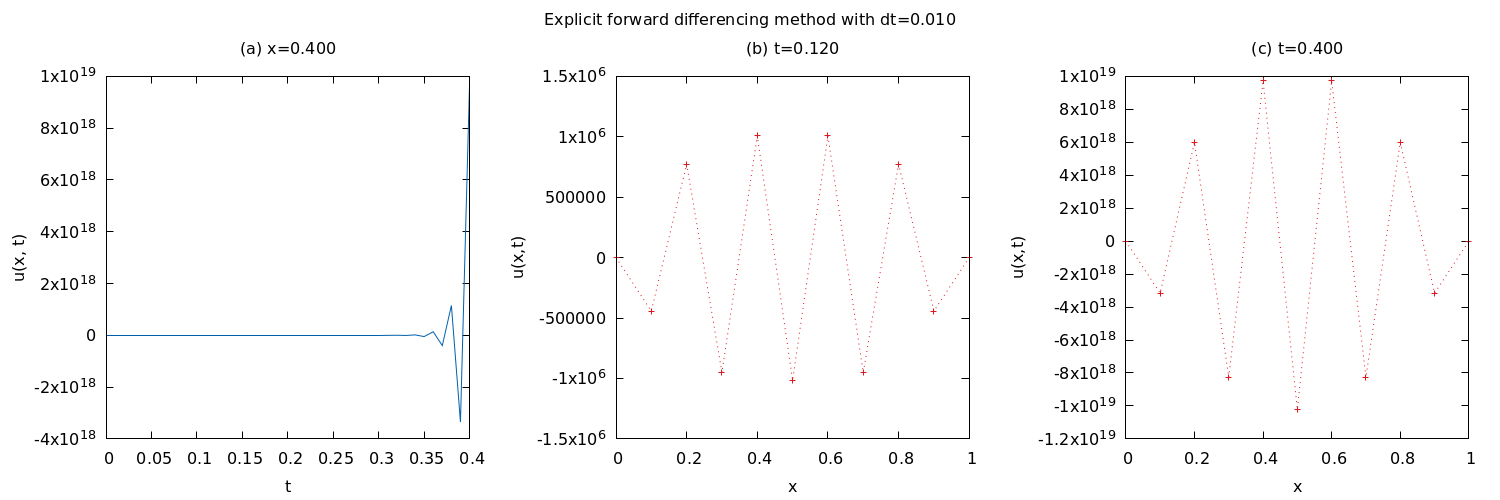 Explicit forward differencing method with dt=0.010
(a) x=0.400
1x10^19
8x10^18
6x10^18
4x10^18
2x10^18
0
-2x10^18
-4x10^18
0 0.05 0.1 0.15 0.2 0.25 0.3 0.35 0.4
t
u(x, t)
(b) t=0.120
1.5x10^6
1x10^6
500000
0
-500000
-1x10^6
-1.5x10^6
0 0.2 0.4 0.6 0.8 1
x
u(x,t)
(c) t=0.400
1x10^19
8x10^18
6x10^18
4x10^18
2x10^18
0
-2x10^18
-4x10^18
-6x10^18
-8x10^18
-1x10^19
-1.2x10^19
0 0.2 0.4 0.6 0.8 1
x
u(x,t)